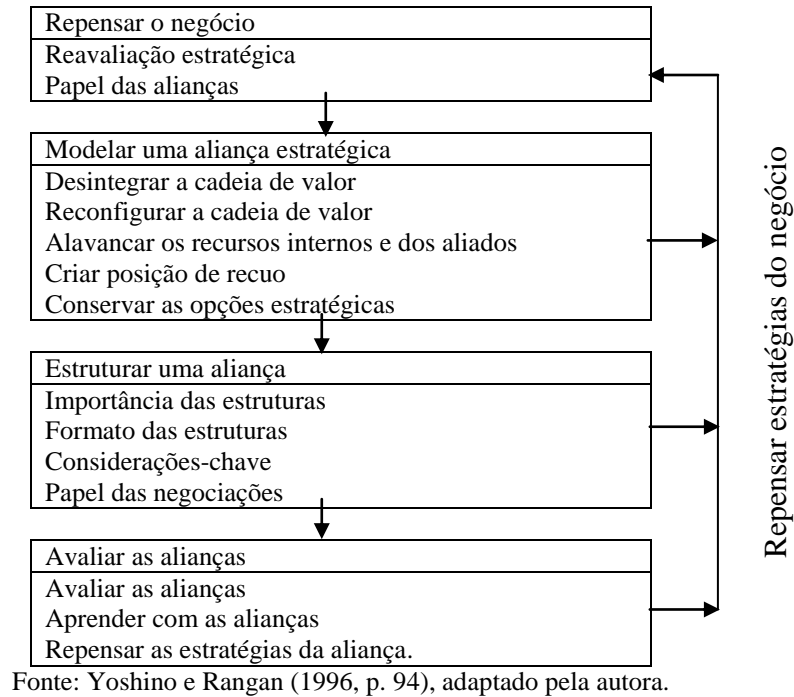 Repensar o negócio
Reavaliação estratégica
Papel das alianças
Modelar uma aliança estratégica
Desintegrar a cadeia de valor
Reconfigurar a cadeia de valor
Alavancar os recursos internos e dos aliados
Criar posição de recuo
Conservar as opções estratégicas
Estruturar uma aliança
Importância das estruturas
Formato das estruturas
Considerações-chave
Papel das negociações
Avaliar as alianças
Avaliar as alianças
Aprender com as alianças
Repensar as estratégias da aliança.
Repensar estratégias do negócio
Fonte: Yoshino e Rangan (1996, p. 94), adaptado pela autora.